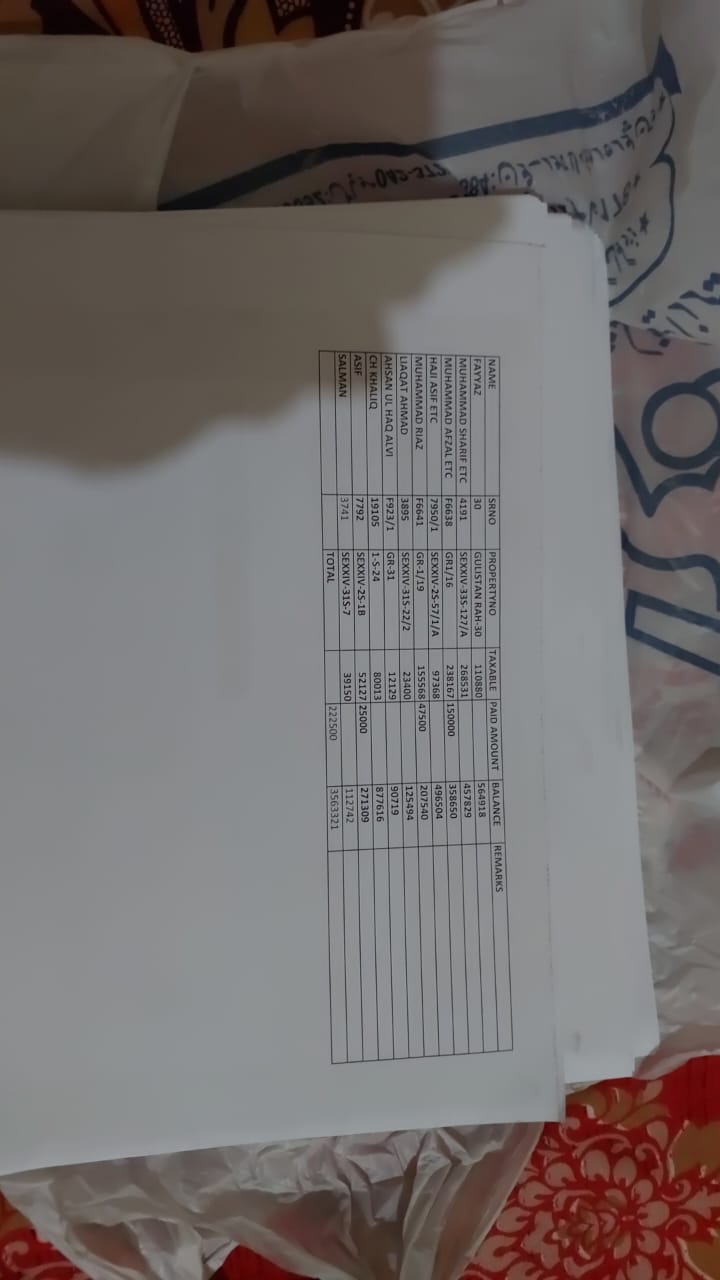 NAME SRNO PROPERTYNO TAXABLE PAID AMOUNT BALANCE REMARKS
FAYYAZ 30 GULISTAN RAH-30 110880 564918
MUHAMMAD SHARIF ETC 4191 SEXXIV-33S-127/A 268531 457829
MUHAMMAD AFZAL ETC F6638 GR1/16 238167 150000 358650
HAJI ASIF ETC 7950/1 SEXXIV-2S-57/1/A 97368 496504
MUHAMMAD RIAZ F6641 GR-1/19 155568 47500 207540
LIAQAT AHMAD 3895 SEXXIV-31S-22/2 23400 125494
AHSAN UL HAQ ALVI F923/1 GR-31 12129 90719
CH KHALIQ 19105 1-S-24 80013 877616
ASIF 7792 SEXXIV-2S-1B 52127 25000 271309
SALMAN 3741 SEXXIV-31S-7 39150 112742
TOTAL 222500 3563321